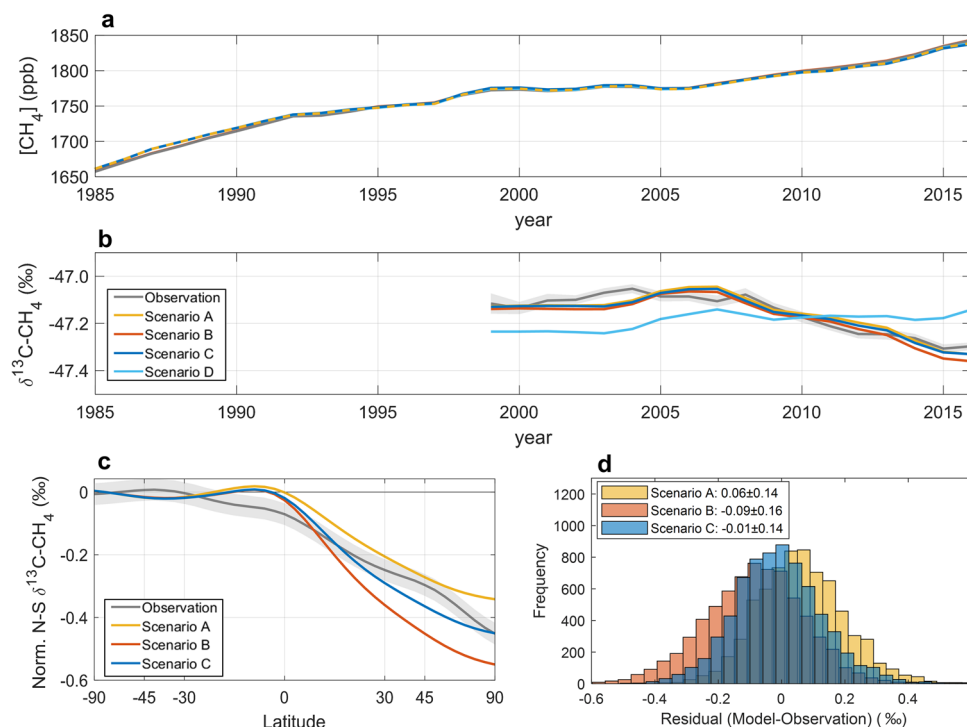 a
[CH4] (ppb)
1850
1800
1750
1700
1650
1985
1990
1995
2000
2005
2010
2015
year
b
δ13C-CH4 (‰)
-47.0
-47.2
-47.4
Observation
Scenario A
Scenario B
Scenario C
Scenario D
1985
1990
1995
2000
2005
2010
2015
year
c
Norm. N-S δ13C-CH4 (‰)
0
-0.2
-0.4
-0.6
Observation
Scenario A
Scenario B
Scenario C
-90
-45
-30
0
30
45
90
Latitude
d
Frequency
1200
1000
800
600
400
200
0
Scenario A: 0.06±0.14
Scenario B: -0.09±0.16
Scenario C: -0.01±0.14
-0.6
-0.4
-0.2
0
0.2
0.4
Residual (Model-Observation) (‰)